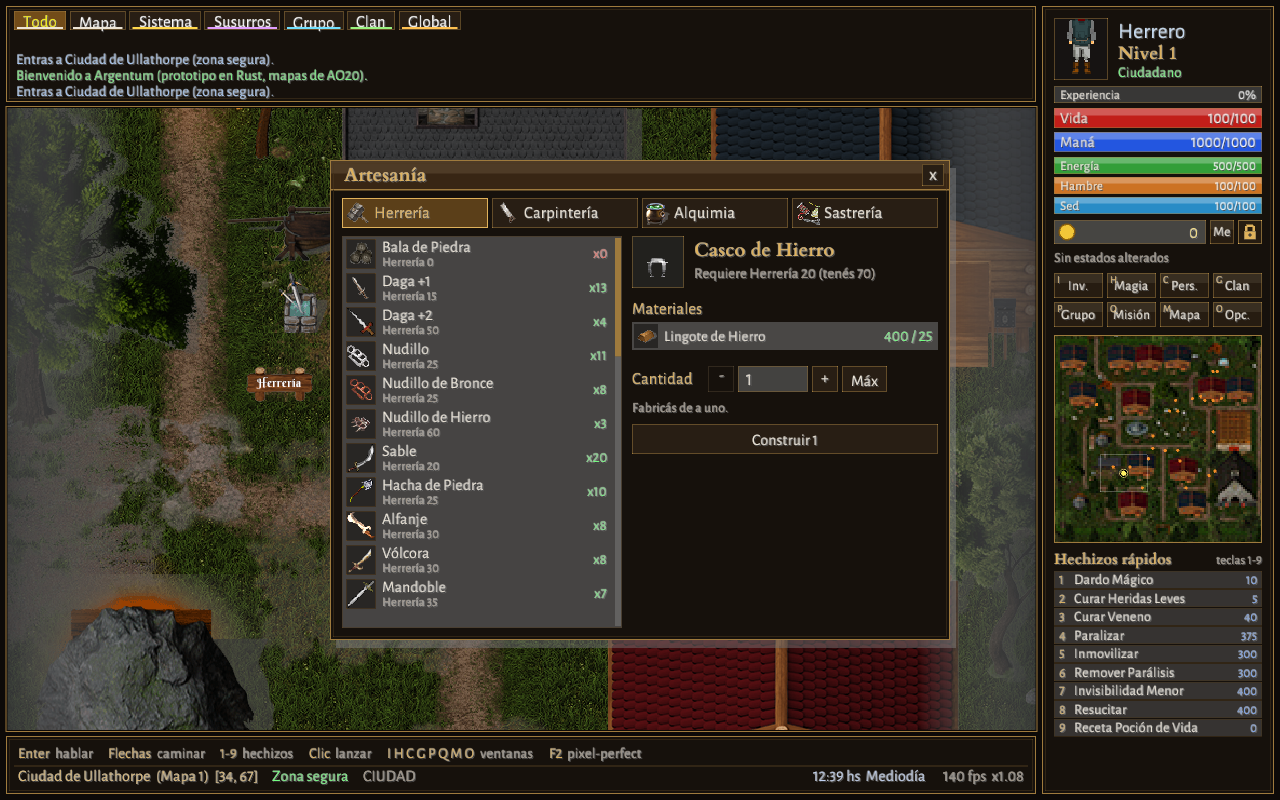 Todo Mapa Sistema Susurros Grupo Clan Global
Entras a Ciudad de Ullathorpe (zona segura).
Bienvenido a Argentum (prototipo en Rust, mapas de AO20).
Entras a Ciudad de Ullathorpe (zona segura).
Artesanía x
Herrería Carpintería Alquimia Sastrería
Bala de Piedra
Herrería 0
x0
Daga +1
Herrería 15
x13
Daga +2
Herrería 50
x4
Nudillo
Herrería 25
x11
Nudillo de Bronce
Herrería 25
x8
Nudillo de Hierro
Herrería 60
x3
Sable
Herrería 20
x20
Hacha de Piedra
Herrería 25
x10
Alfanje
Herrería 30
x8
Vólcora
Herrería 30
x8
Mandoble
Herrería 35
x7
Casco de Hierro
Requiere Herrería 20 (tenés 70)
Materiales
Lingote de Hierro 400 / 25
Cantidad - 1 + Máx
Fabricás de a uno.
Construir 1
Herrería
Herrero
Nivel 1
Ciudadano
Experiencia 0%
Vida 100/100
Maná 1000/1000
Energía 500/500
Hambre 100/100
Sed 100/100
0 Me
Sin estados alterados
I Inv. H Magia C Pers. G Clan
P Grupo Q Misión M Mapa O Opc.
Hechizos rápidos teclas 1-9
1 Dardo Mágico 10
2 Curar Heridas Leves 5
3 Curar Veneno 40
4 Paralizar 375
5 Inmovilizar 300
6 Remover Parálisis 300
7 Invisibilidad Menor 400
8 Resucitar 400
9 Receta Poción de Vida 0
Enter hablar Flechas caminar 1-9 hechizos Clic lanzar I H C G P Q M O ventanas F2 pixel-perfect
Ciudad de Ullathorpe (Mapa 1) [34, 67] Zona segura CIUDAD 12:39 hs Mediodía 140 fps x1.08